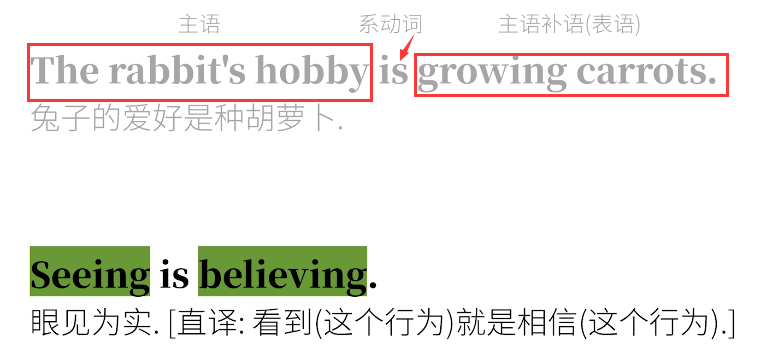 主语 系动词 主语补语(表语)
The rabbit's hobby is growing carrots.
兔子的爱好是种胡萝卜.
Seeing is believing.
眼见为实. [直译: 看到(这个行为)就是相信(这个行为).]